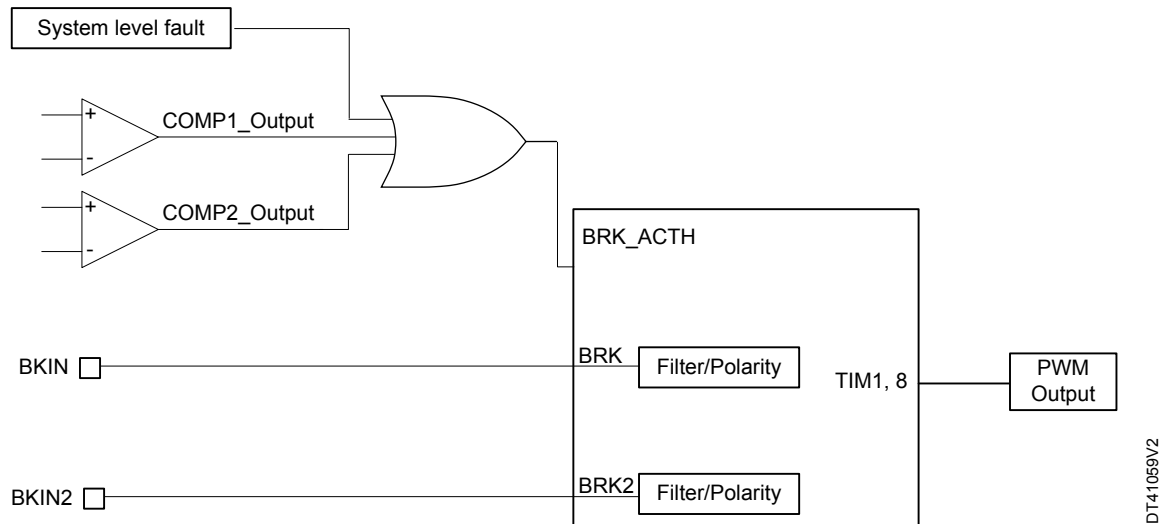 System level fault
+
COMP1_Output
-
+
COMP2_Output
-
BRK_ACTH
BKIN
BRK
Filter/Polarity
TIM1, 8
PWM
Output
BKIN2
BRK2
Filter/Polarity
DT41059V2